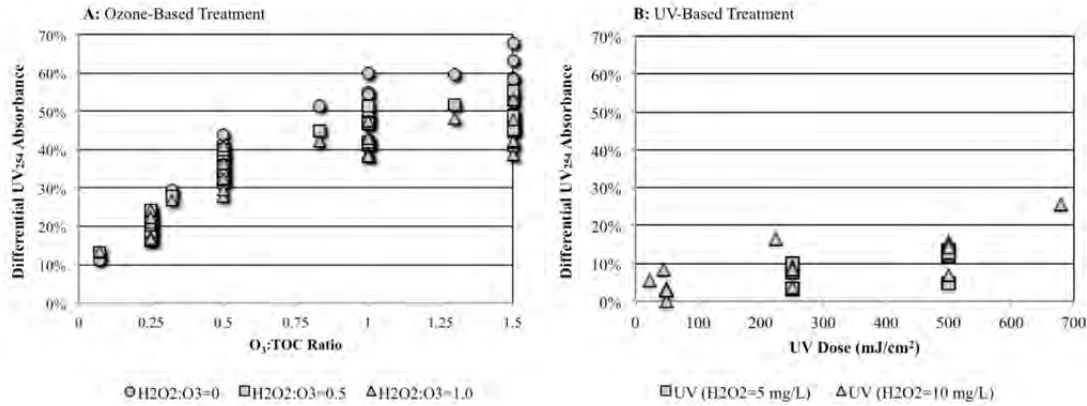 A: Ozone-Based Treatment
70%
60%
50%
40%
30%
20%
10%
0%
Differential UV254 Absorbance
0
0.25
0.5
0.75
1
1.25
1.5
O3:TOC Ratio
H2O2:O3=0
H2O2:O3=0.5
H2O2:O3=1.0
B: UV-Based Treatment
70%
60%
50%
40%
30%
20%
10%
0%
Differential UV254 Absorbance
0
100
200
300
400
500
600
700
UV Dose (mJ/cm²)
UV (H2O2=5 mg/L)
UV (H2O2=10 mg/L)